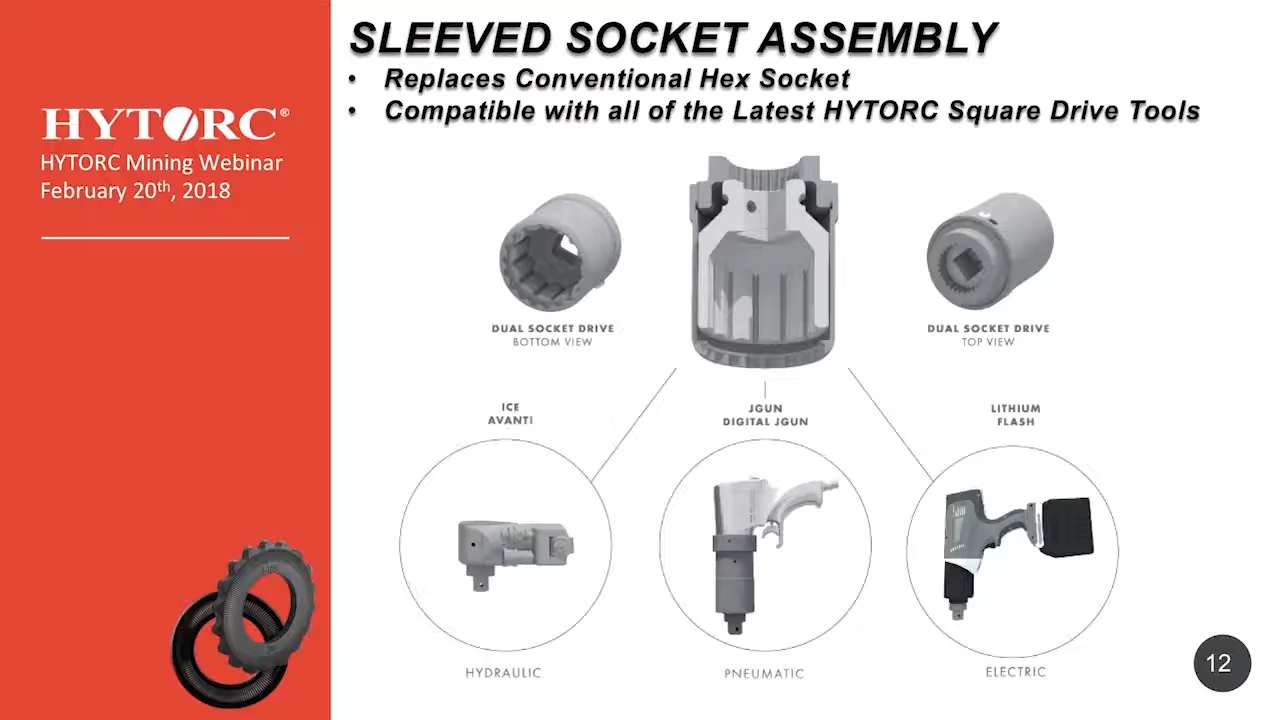 SLEEVED SOCKET ASSEMBLY
• Replaces Conventional Hex Socket
• Compatible with all of the Latest HYTORC Square Drive Tools
HYTORC®
HYTORC Mining Webinar
February 20th, 2018
DUAL SOCKET DRIVE
BOTTOM VIEW
DUAL SOCKET DRIVE
TOP VIEW
ICE
AVANTI
JGUN
DIGITAL JGUN
LITHIUM
FLASH
HYDRAULIC
PNEUMATIC
ELECTRIC
12